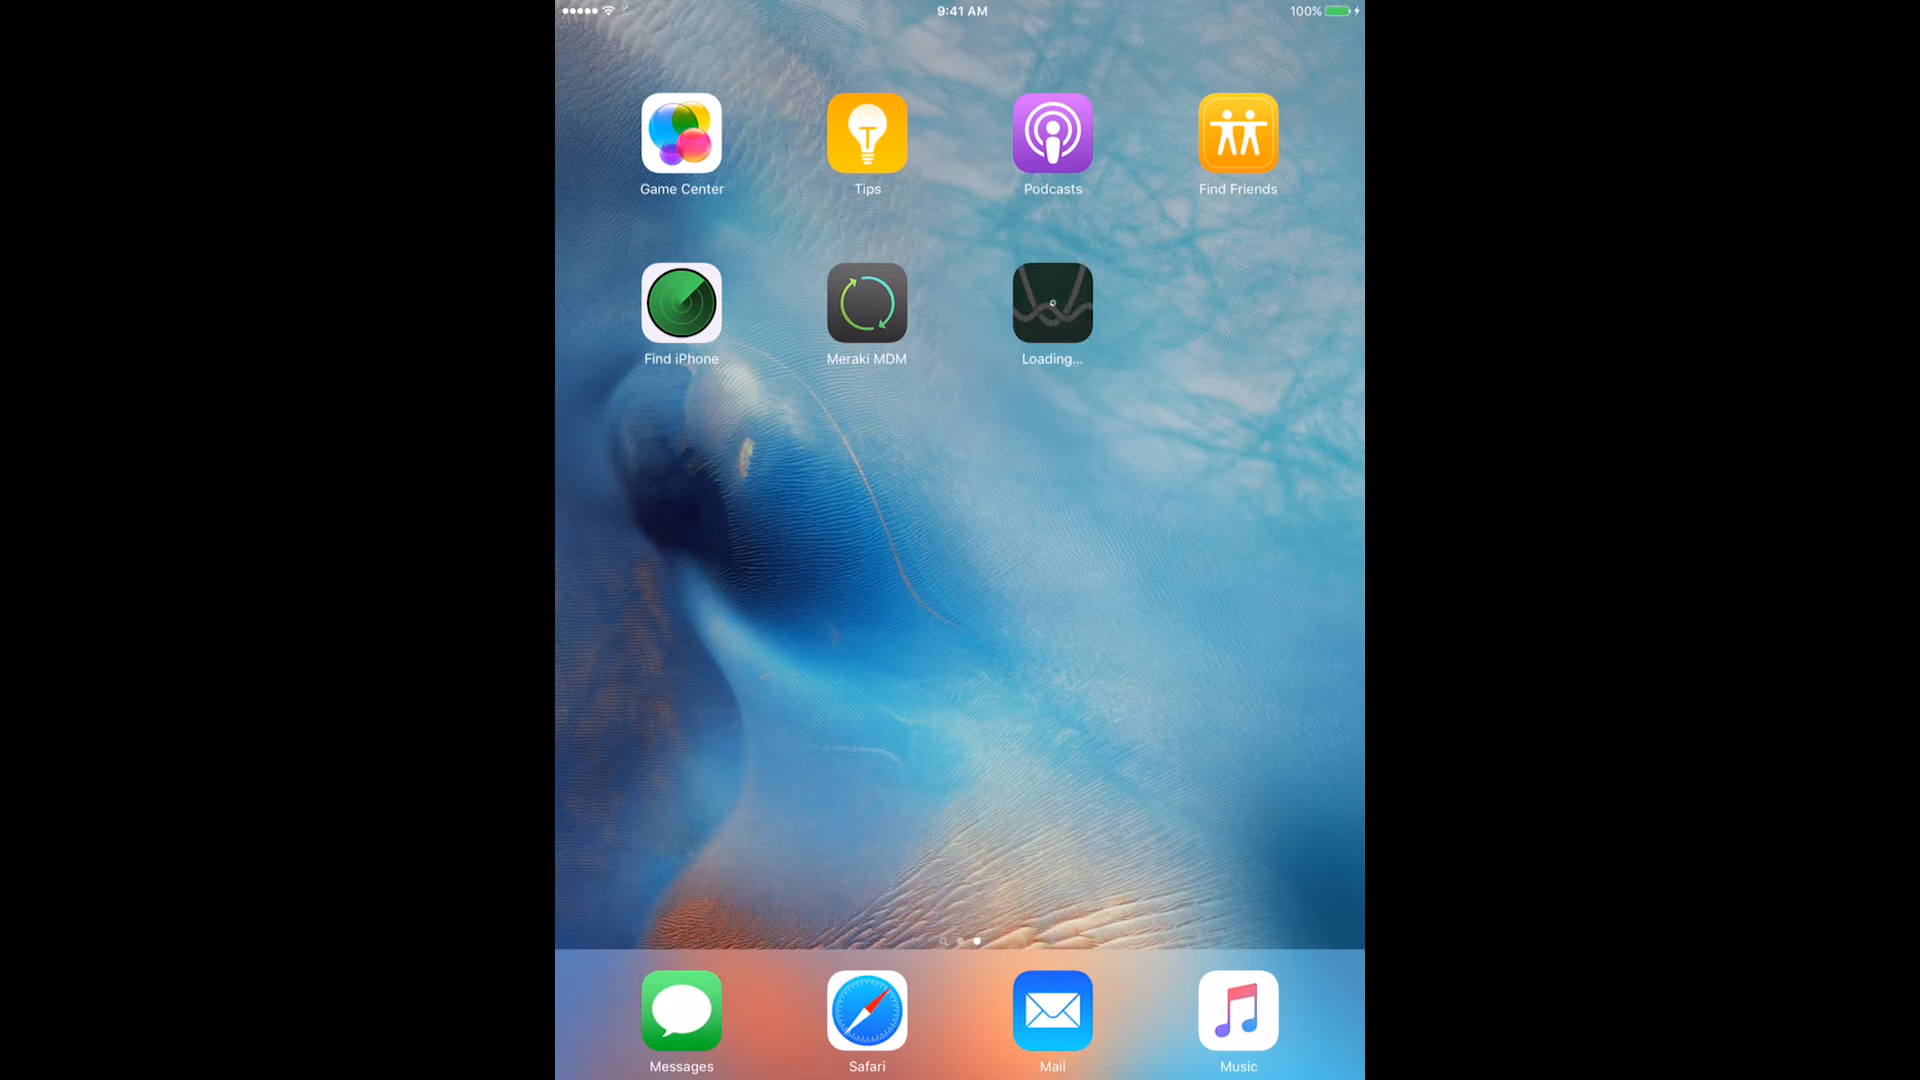 9:41 AM
100%
Game Center
Tips
Podcasts
Find Friends
Find iPhone
Meraki MDM
Loading...
Messages
Safari
Mail
Music